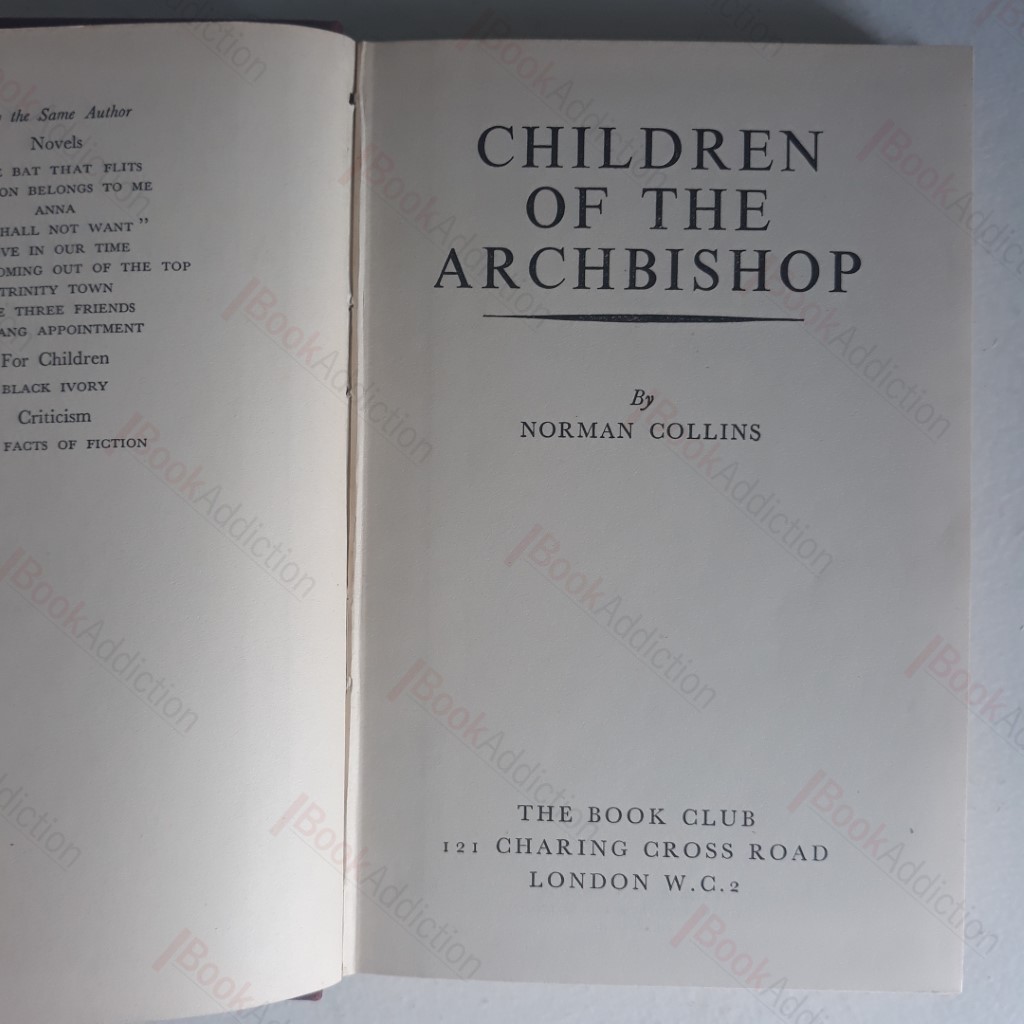 the Same Author
Novels
BAT THAT FLITS
ON BELONGS TO ME
ANNA
HALL NOT WANT"
VE IN OUR TIME
OMING OUT OF THE TOP
TRINITY TOWN
E THREE FRIENDS
ANG APPOINTMENT
For Children
BLACK IVORY
Criticism
FACTS OF FICTION
CHILDREN
OF THE
ARCHBISHOP
By
NORMAN COLLINS
THE BOOK CLUB
121 CHARING CROSS ROAD
LONDON W.C.2
BookAddiction